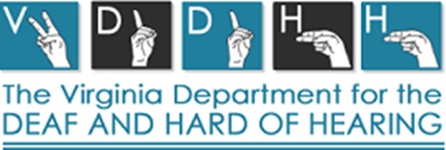 V D D H H
The Virginia Department for the
DEAF AND HARD OF HEARING